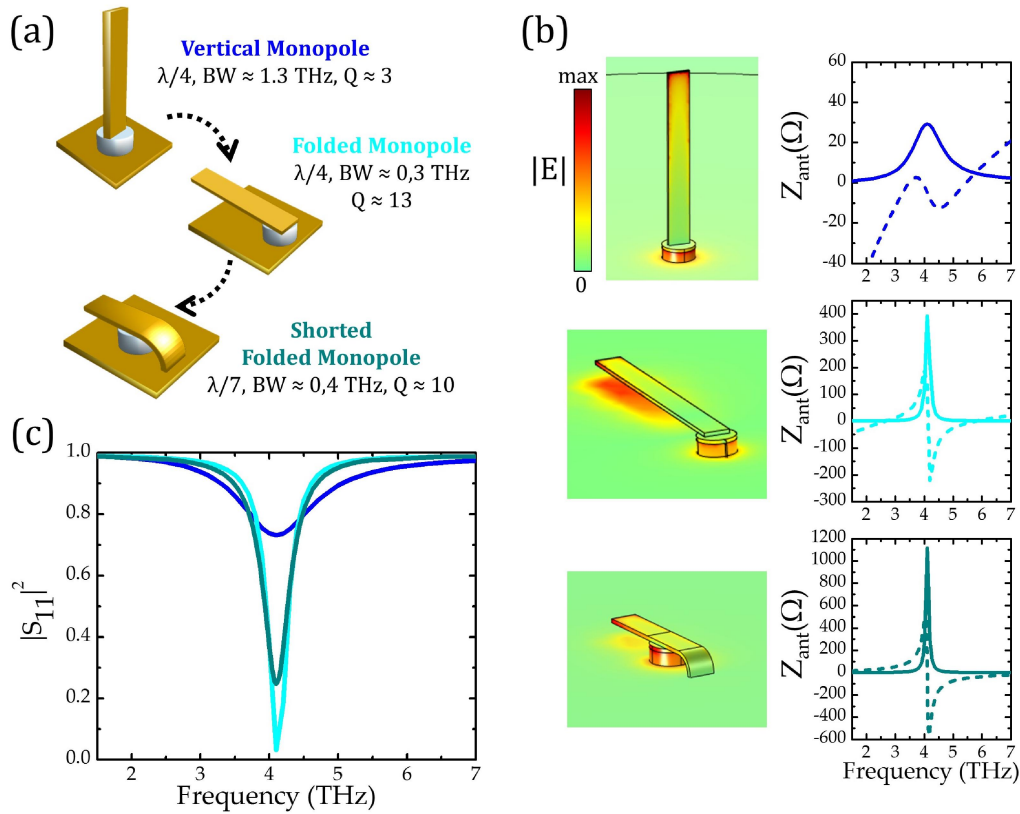 (a)
Vertical Monopole
λ/4, BW ≈ 1.3 THz, Q ≈ 3
Folded Monopole
λ/4, BW ≈ 0,3 THz
Q ≈ 13
Shorted
Folded Monopole
λ/7, BW ≈ 0,4 THz, Q ≈ 10
(b)
max
|E|
0
Z_ant(Ω)
60
40
20
0
-20
-40
2 3 4 5 6 7
Z_ant(Ω)
400
300
200
100
0
-100
-200
-300
2 3 4 5 6 7
Z_ant(Ω)
1200
1000
800
600
400
200
0
-200
-400
-600
2 3 4 5 6 7
Frequency (THz)
(c)
|S₁₁|²
1.0
0.8
0.6
0.4
0.2
0.0
2 3 4 5 6 7
Frequency (THz)